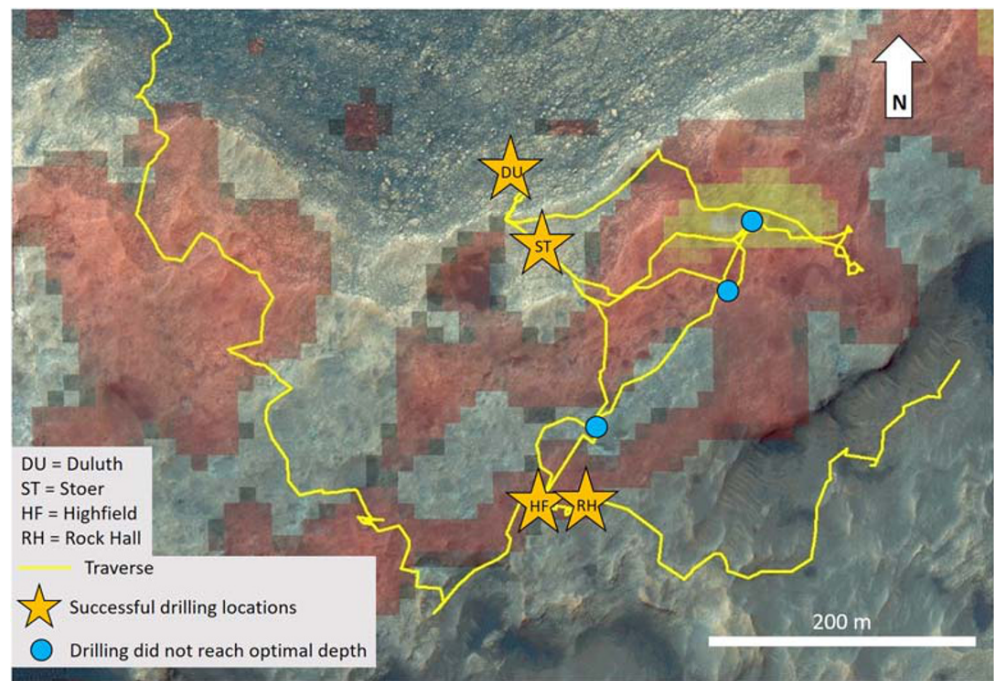 N
DU
ST
HF
RH
DU = Duluth
ST = Stoer
HF = Highfield
RH = Rock Hall
Traverse
Successful drilling locations
Drilling did not reach optimal depth
200 m